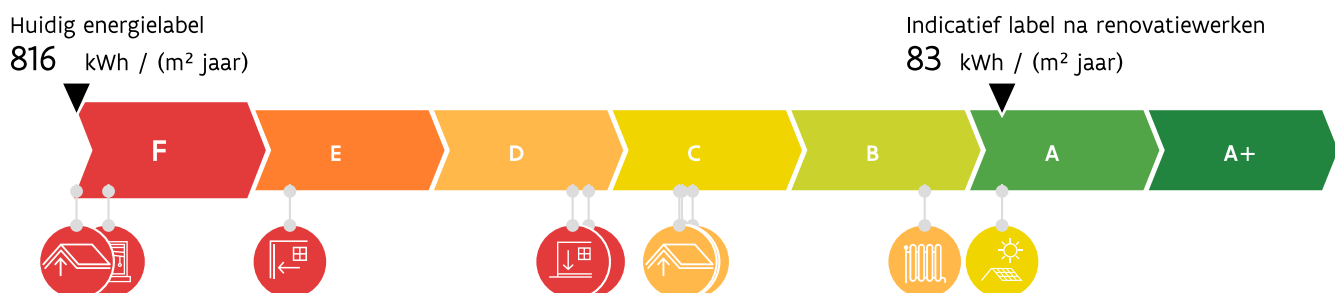 Huidig energielabel
816 kWh / (m² jaar)
Indicatief label na renovatiewerken
83 kWh / (m² jaar)
F E D C B A A+